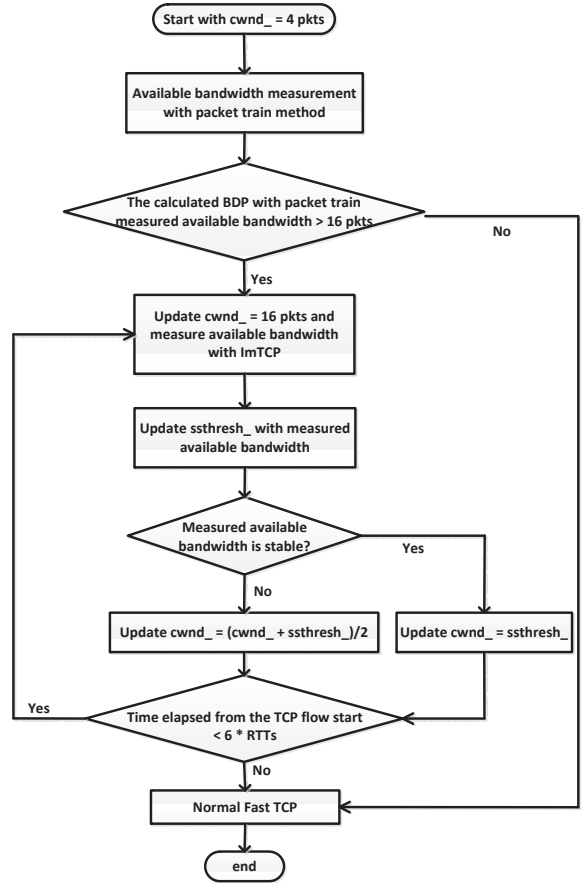 Start with cwnd_ = 4 pkts
Available bandwidth measurement
with packet train method
The calculated BDP with packet train
measured available bandwidth > 16 pkts
No
Yes
Update cwnd_ = 16 pkts and
measure available bandwidth
with ImTCP
Update ssthresh_ with measured
available bandwidth
Measured available
bandwidth is stable?
Yes
No
Update cwnd_ = (cwnd_ + ssthresh_)/2
Update cwnd_ = ssthresh_
Yes
Time elapsed from the TCP flow start
< 6 * RTTs
No
Normal Fast TCP
end